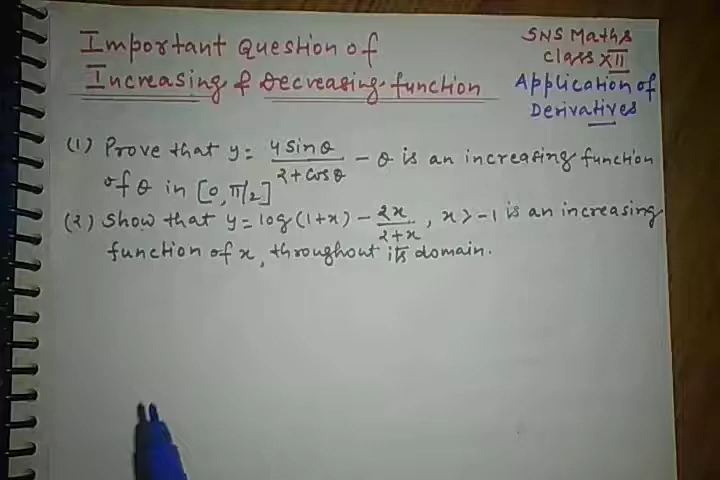 Important Question of
Increasing & Decreasing function
SNS Maths
Class XII
Application of
Derivatives
(1) Prove that y = 4 sin θ / 2 + cos θ - θ is an increasing function
of θ in [0, π/2]
(2) Show that y = log(1+x) - 2x / 2+x, x > -1 is an increasing
function of x, throughout its domain.